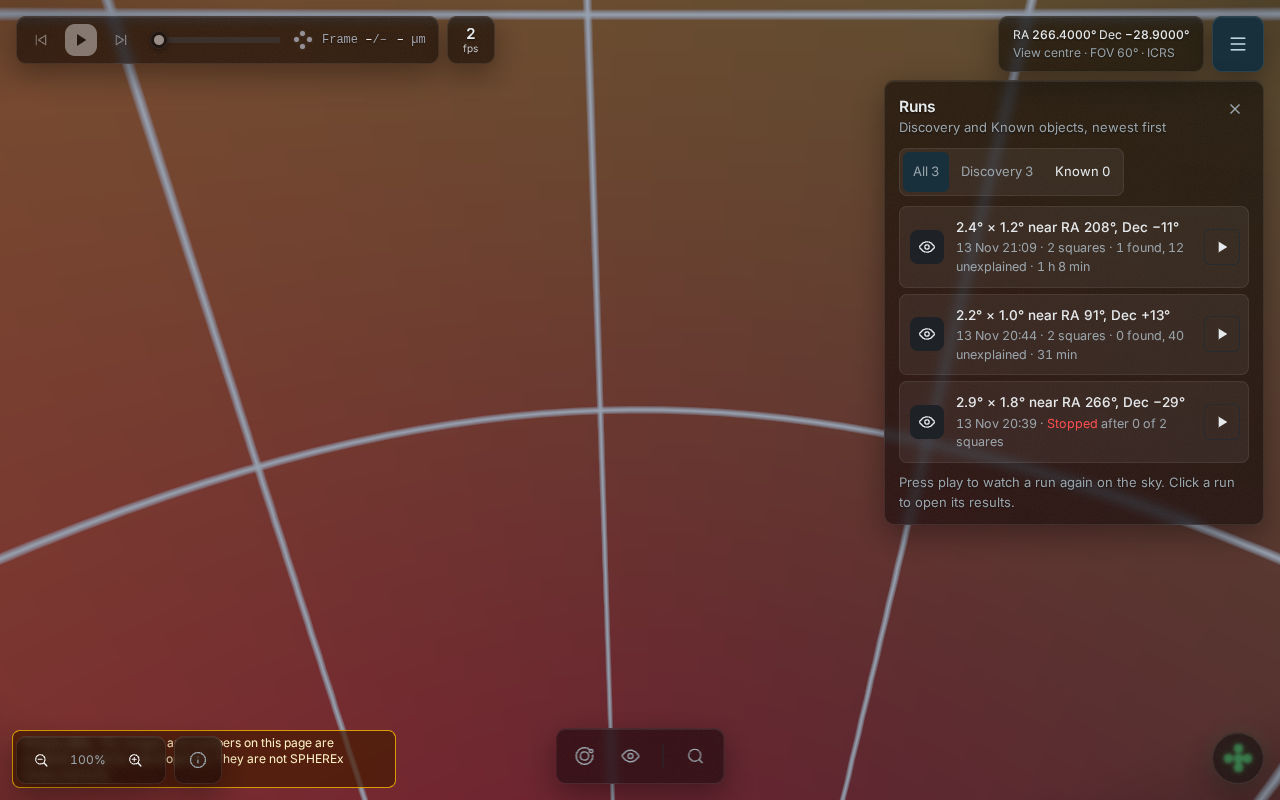 Frame –/– – µm
2
fps
RA 266.4000° Dec −28.9000°
View centre · FOV 60° · ICRS
Runs
Discovery and Known objects, newest first
All 3
Discovery 3
Known 0
2.4° × 1.2° near RA 208°, Dec −11°
13 Nov 21:09 · 2 squares · 1 found, 12
unexplained · 1 h 8 min
2.2° × 1.0° near RA 91°, Dec +13°
13 Nov 20:44 · 2 squares · 0 found, 40
unexplained · 31 min
2.9° × 1.8° near RA 266°, Dec −29°
13 Nov 20:39 · Stopped after 0 of 2
squares
Press play to watch a run again on the sky. Click a run
to open its results.
on this page are
they are not SPHEREx
100%